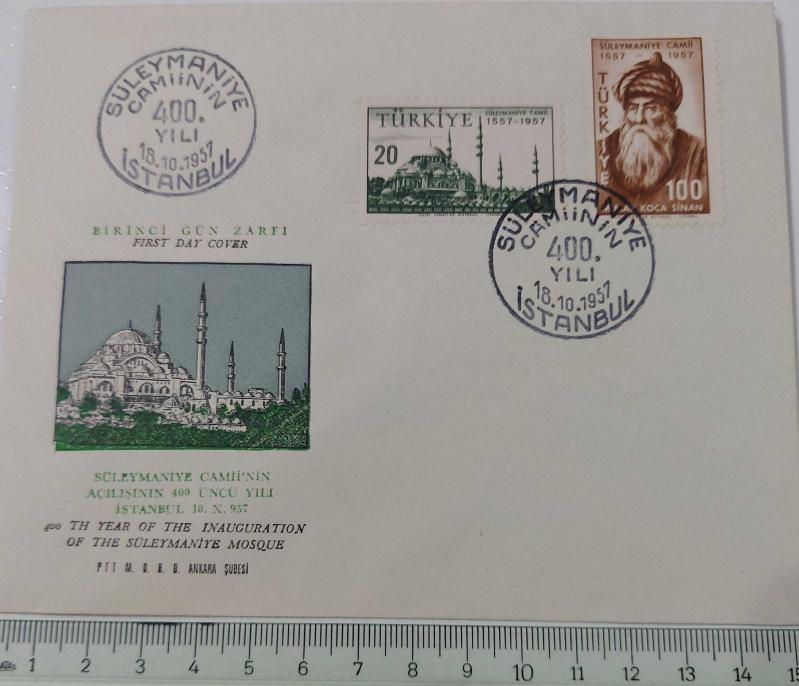 SÜLEYMANİYE
CAMİİNİN
400.
YILI
18.10.1957
İSTANBUL
TÜRKİYE
SÜLEYMANİYE CAMİİ
1557-1957
20
SÜLEYMANİYE CAMİİ
1557 - 1957
TÜRKİYE
100
KOCA SİNAN
SÜLEYMANİYE
CAMİİNİN
400.
YILI
18.10.1957
İSTANBUL
BİRİNCİ GÜN ZARFI
FIRST DAY COVER
SÜLEYMANİYE CAMİİ'NİN
AÇILIŞININ 400 ÜNCÜ YILI
İSTANBUL 18. X. 957
400 TH YEAR OF THE INAUGURATION
OF THE SÜLEYMANİYE MOSQUE
PTT M. O. B. D. ANKARA ŞUBESİ
ATAS 1 2 3 4 5 6 7 8 9 10 11 12 13 14 15